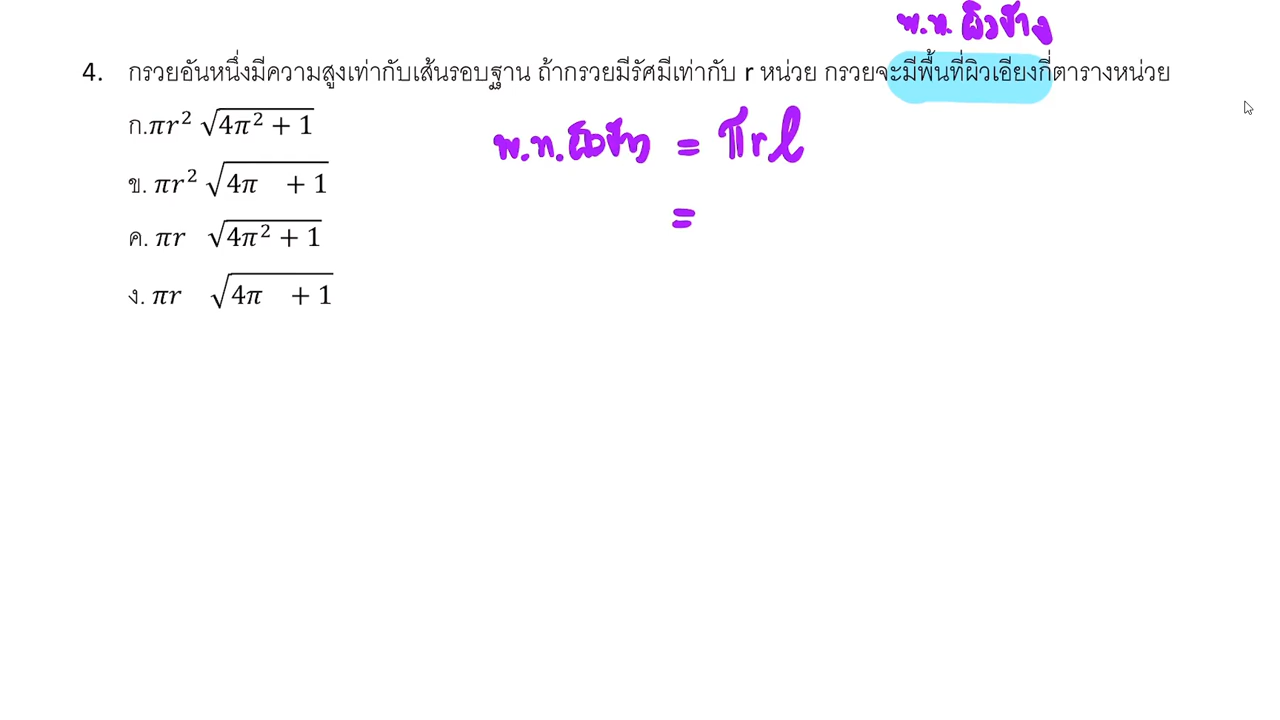 พ.ท. ผิวข้าง
4. กรวยอันหนึ่งมีความสูงเท่ากับเส้นรอบฐาน ถ้ากรวยมีรัศมีเท่ากับ r หน่วย กรวยจะมีพื้นที่ผิวเอียงกี่ตารางหน่วย
ก. πr² √(4π² + 1)
พ.ท. ผิวข้าง = πrl
ข. πr² √(4π + 1)
=
ค. πr √(4π² + 1)
ง. πr √(4π + 1)